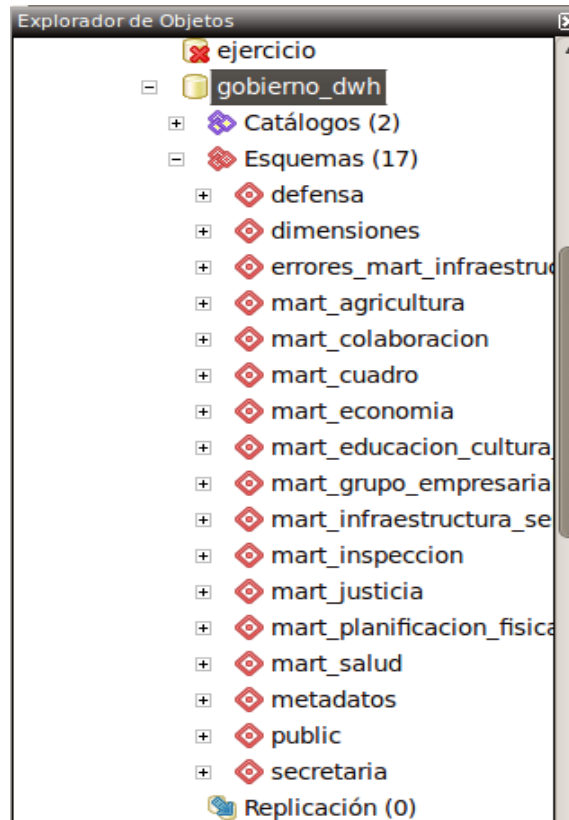 Explorador de Objetos
ejercicio
gobierno_dwh
Catálogos (2)
Esquemas (17)
defensa
dimensiones
errores_mart_infraestruc
mart_agricultura
mart_colaboracion
mart_cuadro
mart_economia
mart_educacion_cultura_
mart_grupo_empresaria
mart_infraestructura_se
mart_inspeccion
mart_justicia
mart_planificacion_fisica
mart_salud
metadatos
public
secretaria
Replicación (0)